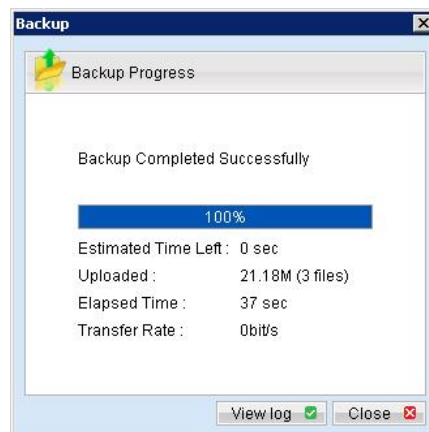 Backup
Backup Progress
Backup Completed Successfully
100%
Estimated Time Left : 0 sec
Uploaded : 21.18M (3 files)
Elapsed Time : 37 sec
Transfer Rate : 0bit/s
View log Close